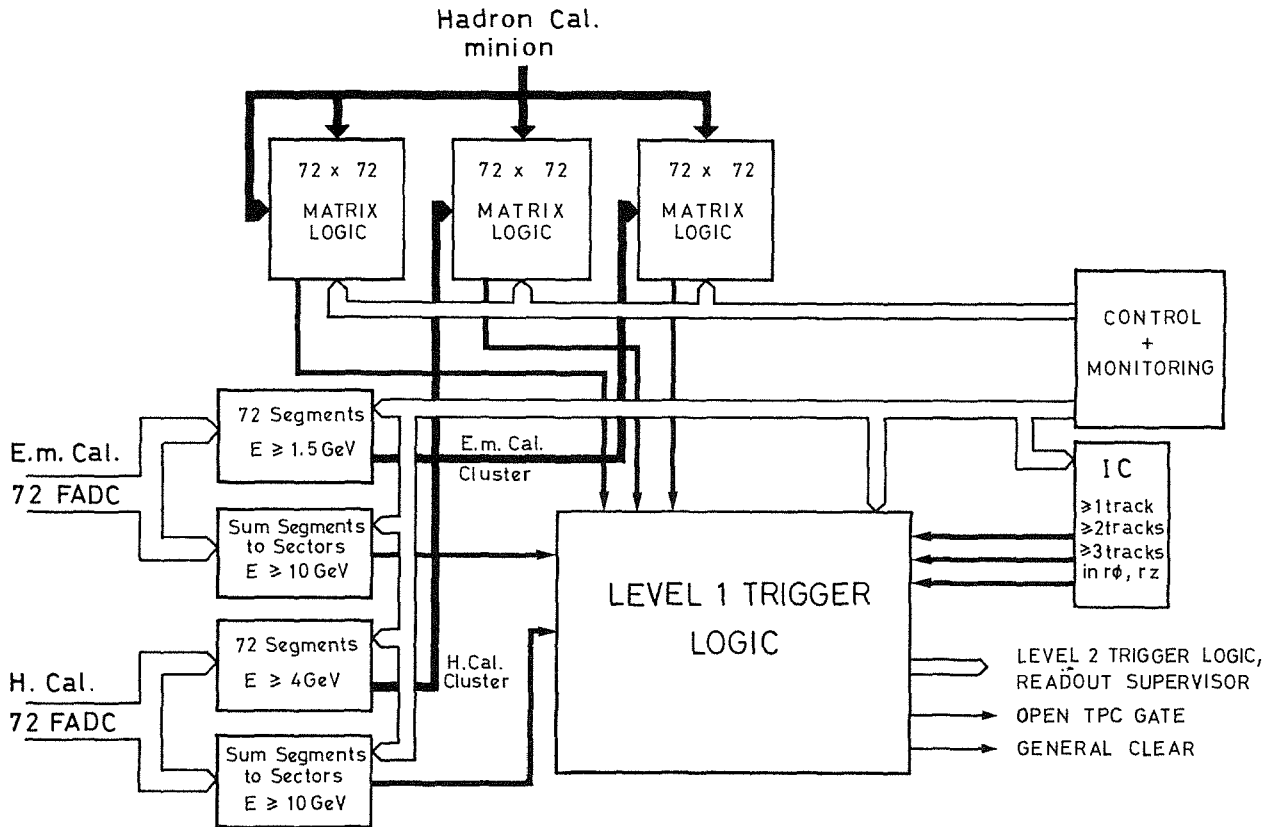 Hadron Cal.
minion
72 x 72
MATRIX
LOGIC
72 x 72
MATRIX
LOGIC
72 x 72
MATRIX
LOGIC
CONTROL
+
MONITORING
72 Segments
E ≥ 1.5 GeV
E.m. Cal.
72 FADC
E.m. Cal.
Cluster
Sum Segments
to Sectors
E ≥ 10 GeV
IC
≥1 track
≥2 tracks
≥3 tracks
in rϕ, rz
LEVEL 1 TRIGGER
LOGIC
72 Segments
E ≥ 4 GeV
H. Cal.
72 FADC
H. Cal.
Cluster
Sum Segments
to Sectors
E ≥ 10 GeV
LEVEL 2 TRIGGER LOGIC,
READOUT SUPERVISOR
OPEN TPC GATE
GENERAL CLEAR